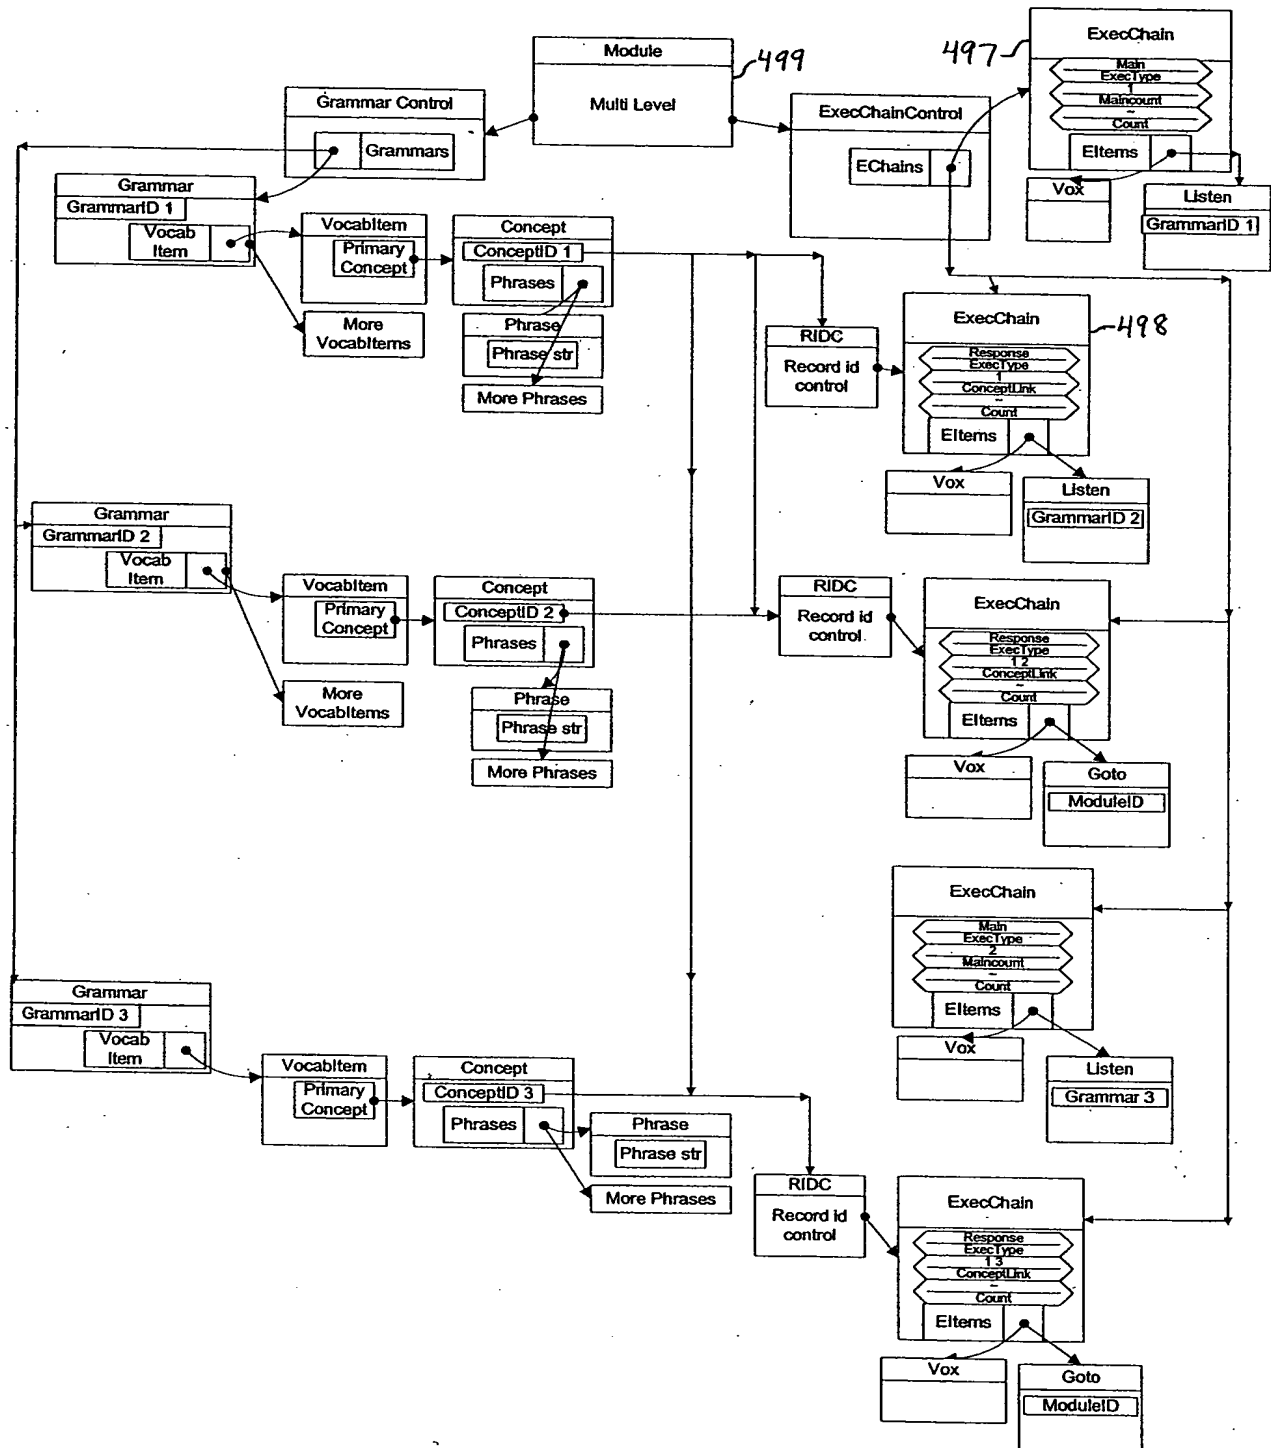 Module
Multi Level
499
497
ExecChain
Main
ExecType
1
Maincount
~
Count
EItems
Vox
Listen
GrammarID 1
Grammar Control
Grammars
ExecChainControl
EChains
Grammar
GrammarID 1
Vocab
Item
VocabItem
Primary
Concept
More
VocabItems
Concept
ConceptID 1
Phrases
Phrase
Phrase str
More Phrases
RIDC
Record id
control
ExecChain
498
Response
ExecType
1
ConceptLink
~
Count
EItems
Vox
Listen
GrammarID 2
Grammar
GrammarID 2
Vocab
Item
VocabItem
Primary
Concept
More
VocabItems
Concept
ConceptID 2
Phrases
Phrase
Phrase str
More Phrases
RIDC
Record id
control
ExecChain
Response
ExecType
1 2
ConceptLink
~
Count
EItems
Vox
Goto
ModuleID
ExecChain
Main
ExecType
2
Maincount
~
Count
EItems
Vox
Listen
Grammar 3
Grammar
GrammarID 3
Vocab
Item
VocabItem
Primary
Concept
Concept
ConceptID 3
Phrases
Phrase
Phrase str
More Phrases
RIDC
Record id
control
ExecChain
Response
ExecType
1 3
ConceptLink
~
Count
EItems
Vox
Goto
ModuleID